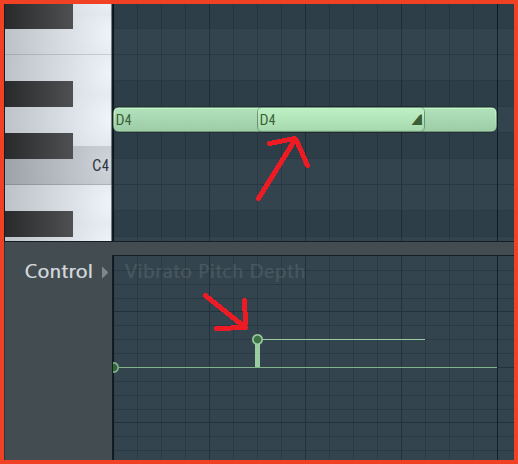 D4 D4
C4
Control Vibrato Pitch Depth